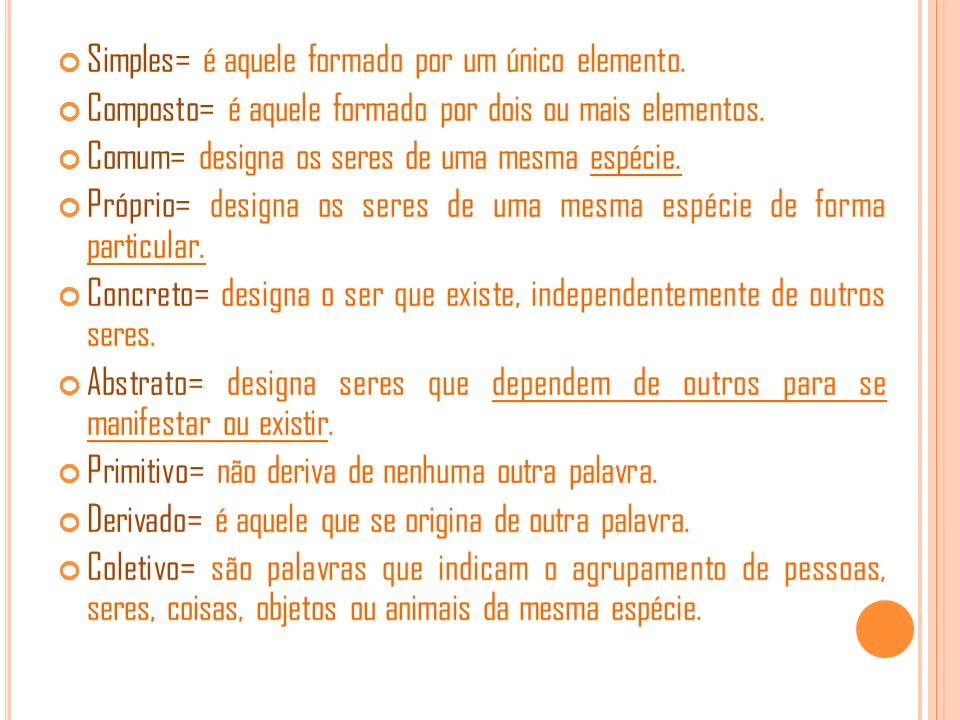 Simples= é aquele formado por um único elemento.
Composto= é aquele formado por dois ou mais elementos.
Comum= designa os seres de uma mesma espécie.
Próprio= designa os seres de uma mesma espécie de forma
particular.
Concreto= designa o ser que existe, independentemente de outros
seres.
Abstrato= designa seres que dependem de outros para se
manifestar ou existir.
Primitivo= não deriva de nenhuma outra palavra.
Derivado= é aquele que se origina de outra palavra.
Coletivo= são palavras que indicam o agrupamento de pessoas,
seres, coisas, objetos ou animais da mesma espécie.